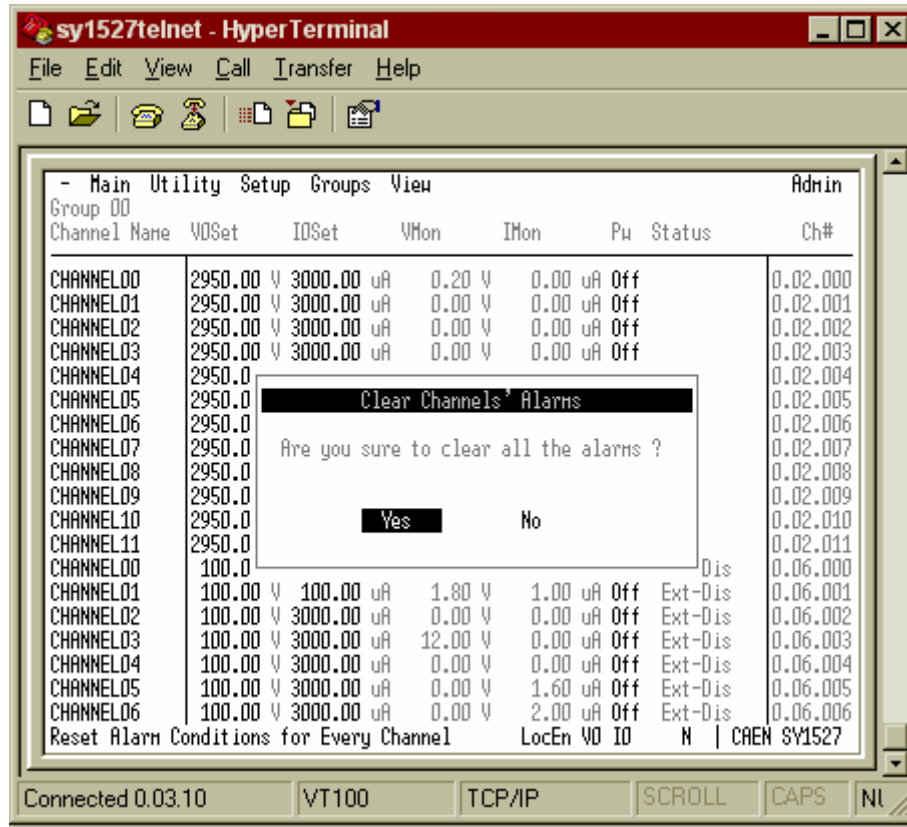 sy1527telnet - HyperTerminal
File Edit View Call Transfer Help
- Main Utility Setup Groups View Admin
Group 00
Channel Name V0Set I0Set VMon IMon Pw Status Ch#
CHANNEL00 2950.00 V 3000.00 uA 0.20 V 0.00 uA Off 0.02.000
CHANNEL01 2950.00 V 3000.00 uA 0.00 V 0.00 uA Off 0.02.001
CHANNEL02 2950.00 V 3000.00 uA 0.00 V 0.00 uA Off 0.02.002
CHANNEL03 2950.00 V 3000.00 uA 0.00 V 0.00 uA Off 0.02.003
CHANNEL04 2950.0 0.02.004
CHANNEL05 2950.0 Clear Channels' Alarms 0.02.005
CHANNEL06 2950.0 0.02.006
CHANNEL07 2950.0 Are you sure to clear all the alarms ? 0.02.007
CHANNEL08 2950.0 0.02.008
CHANNEL09 2950.0 0.02.009
CHANNEL10 2950.0 Yes No 0.02.010
CHANNEL11 2950.0 0.02.011
CHANNEL00 100.0 Dis 0.06.000
CHANNEL01 100.00 V 100.00 uA 1.80 V 1.00 uA Off Ext-Dis 0.06.001
CHANNEL02 100.00 V 3000.00 uA 0.00 V 0.00 uA Off Ext-Dis 0.06.002
CHANNEL03 100.00 V 3000.00 uA 12.00 V 0.00 uA Off Ext-Dis 0.06.003
CHANNEL04 100.00 V 3000.00 uA 0.00 V 0.00 uA Off Ext-Dis 0.06.004
CHANNEL05 100.00 V 3000.00 uA 0.00 V 1.60 uA Off Ext-Dis 0.06.005
CHANNEL06 100.00 V 3000.00 uA 0.00 V 2.00 uA Off Ext-Dis 0.06.006
Reset Alarm Conditions for Every Channel LocEn V0 I0 N | CAEN SY1527
Connected 0.03.10 VT100 TCP/IP SCROLL CAPS NU